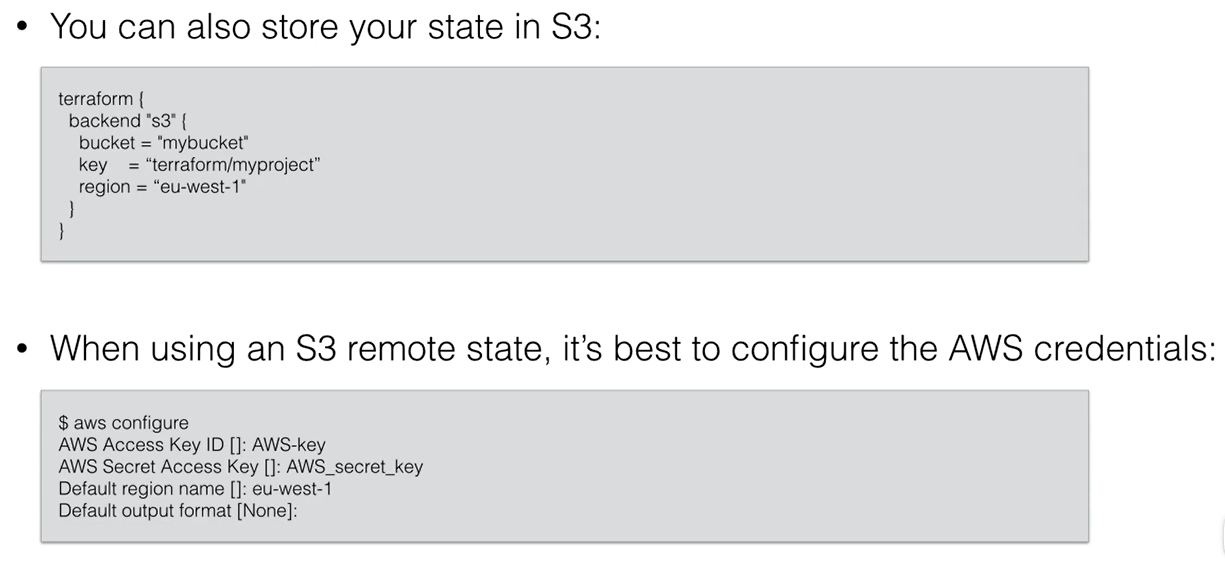 • You can also store your state in S3:
terraform {
backend "s3" {
bucket = "mybucket"
key = “terraform/myproject”
region = “eu-west-1"
}
}
• When using an S3 remote state, it’s best to configure the AWS credentials:
$ aws configure
AWS Access Key ID []: AWS-key
AWS Secret Access Key []: AWS_secret_key
Default region name []: eu-west-1
Default output format [None]: